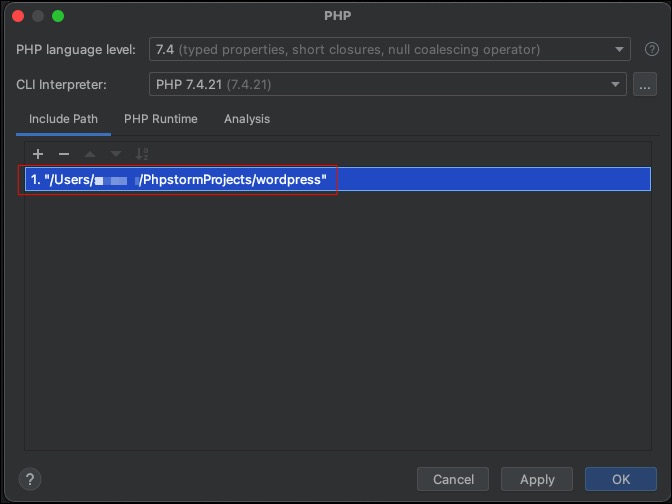 PHP
PHP language level: 7.4 (typed properties, short closures, null coalescing operator) ?
CLI Interpreter: PHP 7.4.21 (7.4.21) ...
Include Path PHP Runtime Analysis
1. "/Users/ /PhpstormProjects/wordpress"
? Cancel Apply OK